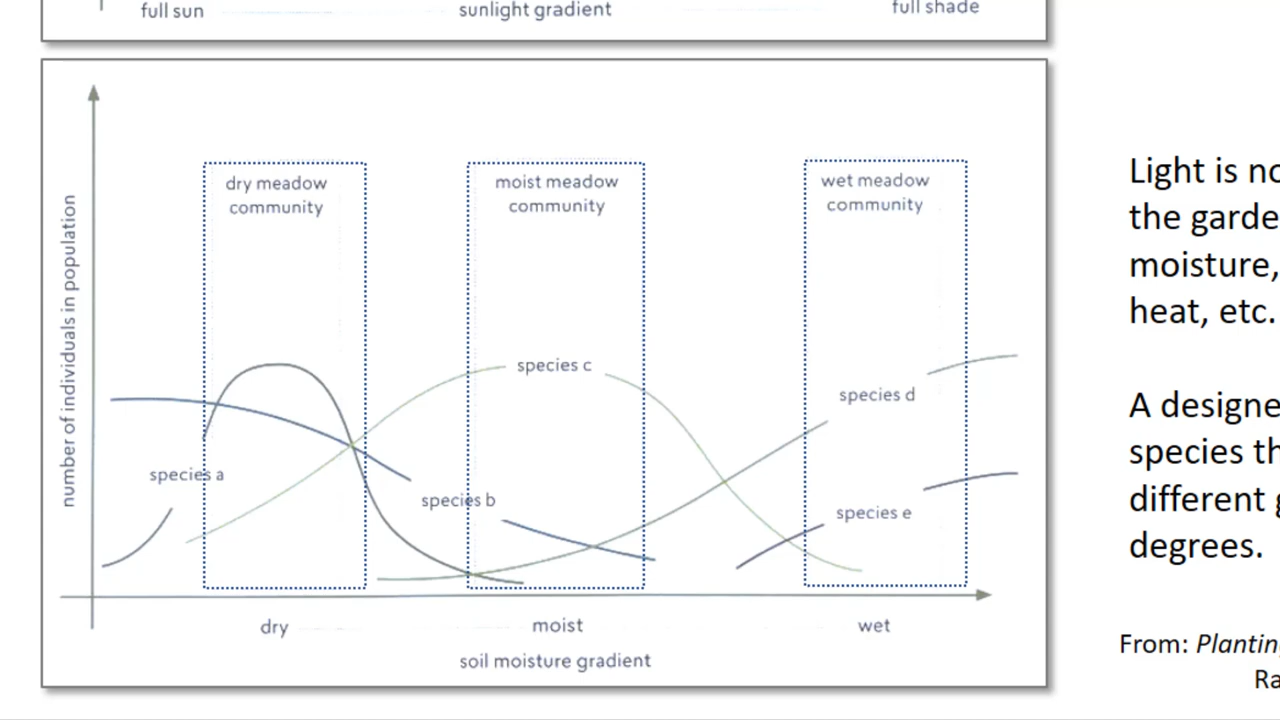 full sun
sunlight gradient
full shade
number of individuals in population
dry meadow
community
moist meadow
community
wet meadow
community
species a
species b
species c
species d
species e
dry
moist
wet
soil moisture gradient
Light is no
the garde
moisture,
heat, etc.
A designe
species th
different g
degrees.
From: Plantin
Ra